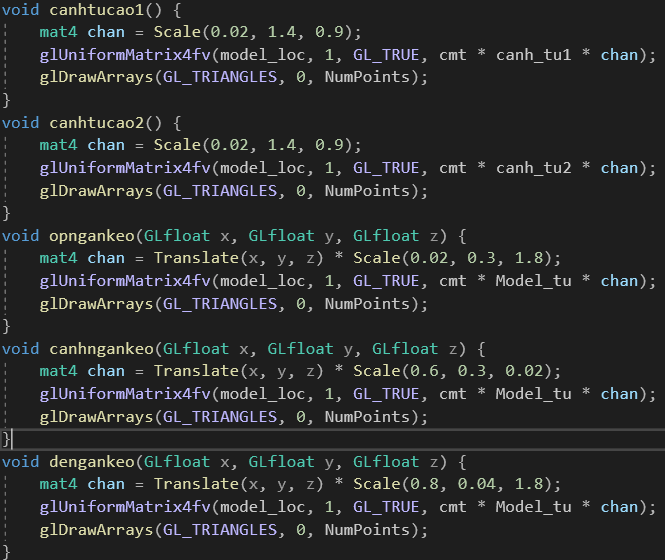 void canhtucao1() {
    mat4 chan = Scale(0.02, 1.4, 0.9);
    glUniformMatrix4fv(model_loc, 1, GL_TRUE, cmt * canh_tu1 * chan);
    glDrawArrays(GL_TRIANGLES, 0, NumPoints);
}
void canhtucao2() {
    mat4 chan = Scale(0.02, 1.4, 0.9);
    glUniformMatrix4fv(model_loc, 1, GL_TRUE, cmt * canh_tu2 * chan);
    glDrawArrays(GL_TRIANGLES, 0, NumPoints);
}
void opngankeo(GLfloat x, GLfloat y, GLfloat z) {
    mat4 chan = Translate(x, y, z) * Scale(0.02, 0.3, 1.8);
    glUniformMatrix4fv(model_loc, 1, GL_TRUE, cmt * Model_tu * chan);
    glDrawArrays(GL_TRIANGLES, 0, NumPoints);
}
void canhngankeo(GLfloat x, GLfloat y, GLfloat z) {
    mat4 chan = Translate(x, y, z) * Scale(0.6, 0.3, 0.02);
    glUniformMatrix4fv(model_loc, 1, GL_TRUE, cmt * Model_tu * chan);
    glDrawArrays(GL_TRIANGLES, 0, NumPoints);
}
void dengankeo(GLfloat x, GLfloat y, GLfloat z) {
    mat4 chan = Translate(x, y, z) * Scale(0.8, 0.04, 1.8);
    glUniformMatrix4fv(model_loc, 1, GL_TRUE, cmt * Model_tu * chan);
    glDrawArrays(GL_TRIANGLES, 0, NumPoints);
}